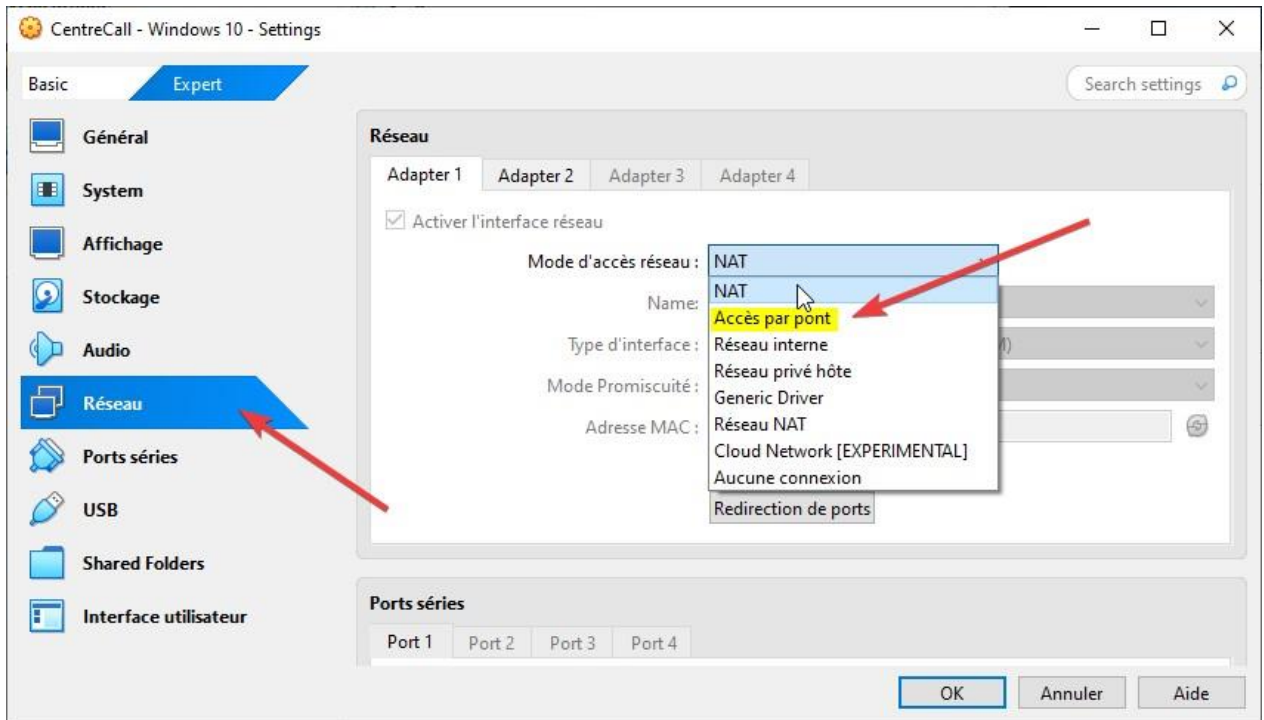 CentreCall - Windows 10 - Settings
Basic
Expert
Search settings
Général
System
Affichage
Stockage
Audio
Réseau
Ports séries
USB
Shared Folders
Interface utilisateur
Réseau
Adapter 1
Adapter 2
Adapter 3
Adapter 4
Activer l'interface réseau
Mode d'accès réseau : NAT
NAT
Accès par pont
Réseau interne
Réseau privé hôte
Generic Driver
Réseau NAT
Cloud Network [EXPERIMENTAL]
Aucune connexion
Name:
Type d'interface :
Mode Promiscuité :
Adresse MAC :
Redirection de ports
Ports séries
Port 1
Port 2
Port 3
Port 4
OK
Annuler
Aide